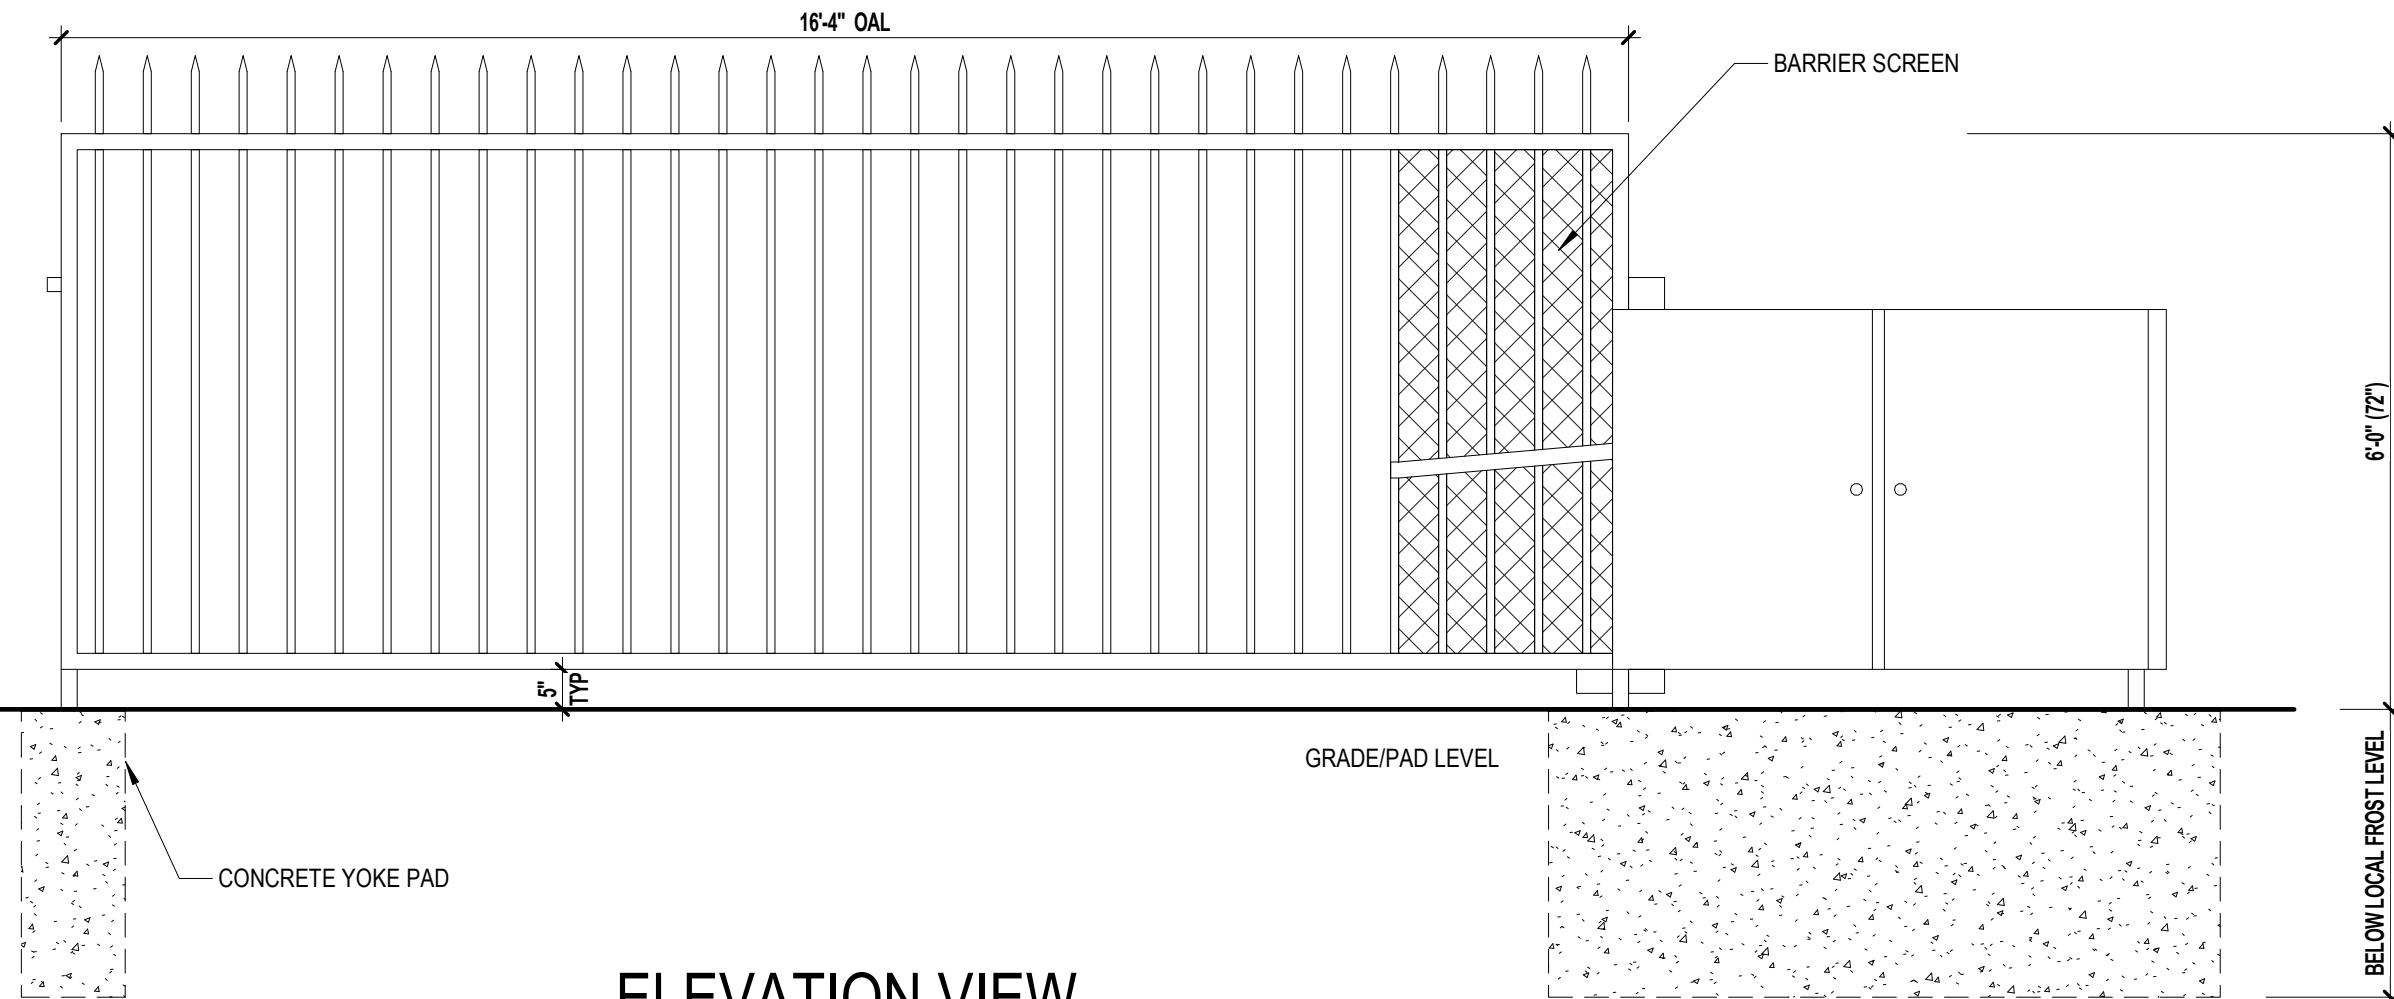 16'-4" OAL
BARRIER SCREEN
6'-0" (72")
5"
TYP
GRADE/PAD LEVEL
BELOW LOCAL FROST LEVEL
CONCRETE YOKE PAD
ELEVATION VIEW